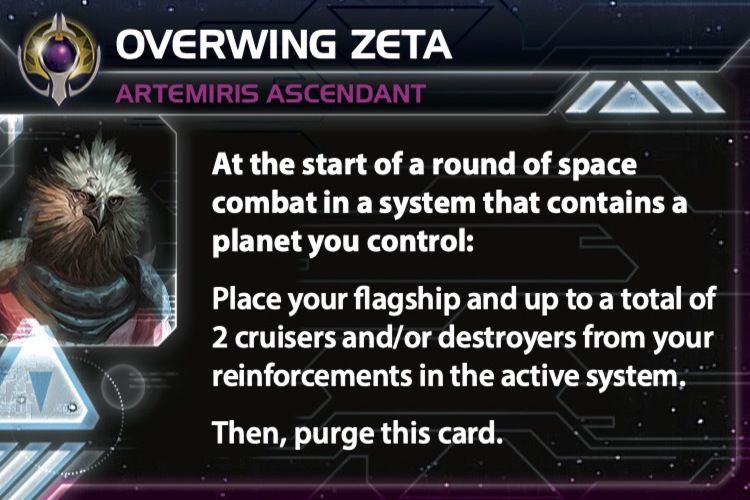 OVERWING ZETA
ARTEMIRIS ASCENDANT
At the start of a round of space
combat in a system that contains a
planet you control:
Place your flagship and up to a total of
2 cruisers and/or destroyers from your
reinforcements in the active system.
Then, purge this card.